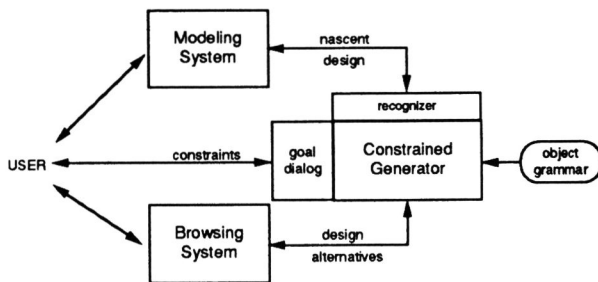 Modeling
System
nascent
design
recognizer
USER
constraints
goal
dialog
Constrained
Generator
object
grammar
Browsing
System
design
alternatives